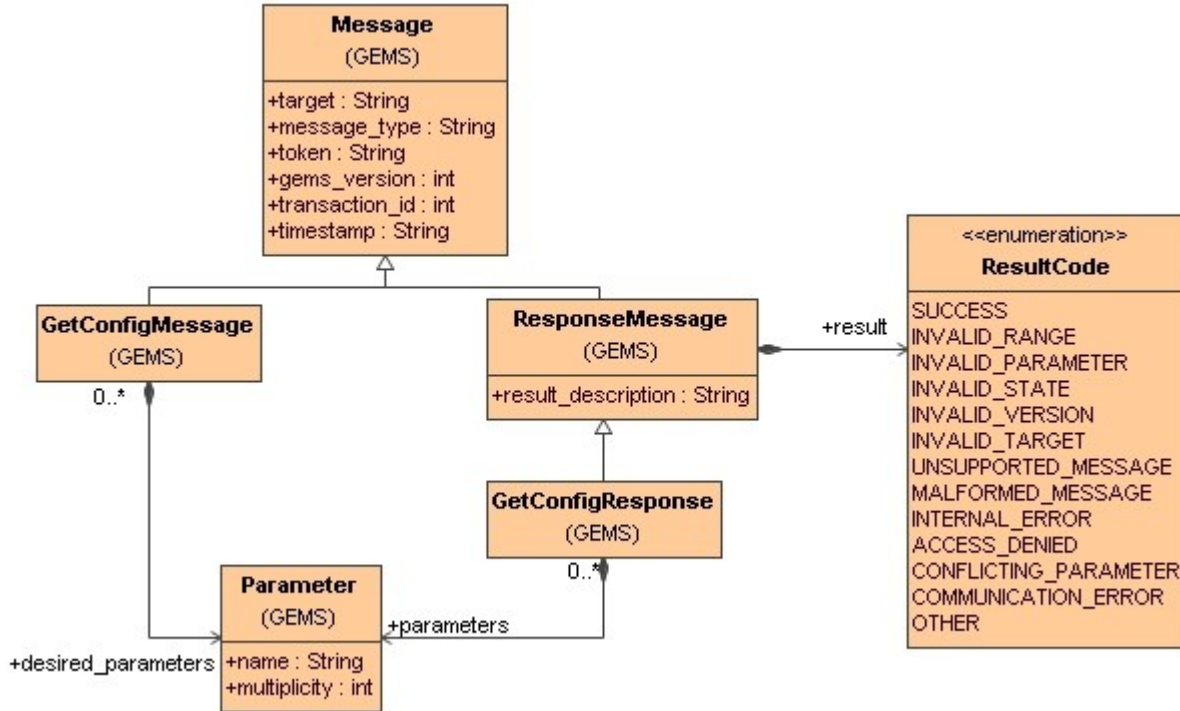 Message
(GEMS)
+target : String
+message_type : String
+token : String
+gems_version : int
+transaction_id : int
+timestamp : String
<<enumeration>>
ResultCode
SUCCESS
INVALID_RANGE
INVALID_PARAMETER
INVALID_STATE
INVALID_VERSION
INVALID_TARGET
UNSUPPORTED_MESSAGE
MALFORMED_MESSAGE
INTERNAL_ERROR
ACCESS_DENIED
CONFLICTING_PARAMETER
COMMUNICATION_ERROR
OTHER
GetConfigMessage
(GEMS)
0..*
ResponseMessage
(GEMS)
+result_description : String
+result
GetConfigResponse
(GEMS)
0..*
Parameter
(GEMS)
+name : String
+multiplicity : int
+parameters
+desired_parameters